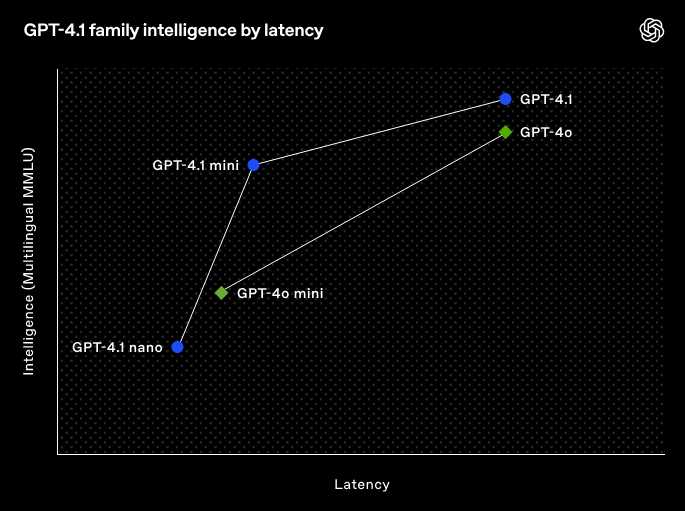 GPT-4.1 family intelligence by latency
Intelligence (Multilingual MMLU)
GPT-4.1
GPT-4o
GPT-4.1 mini
GPT-4o mini
GPT-4.1 nano
Latency